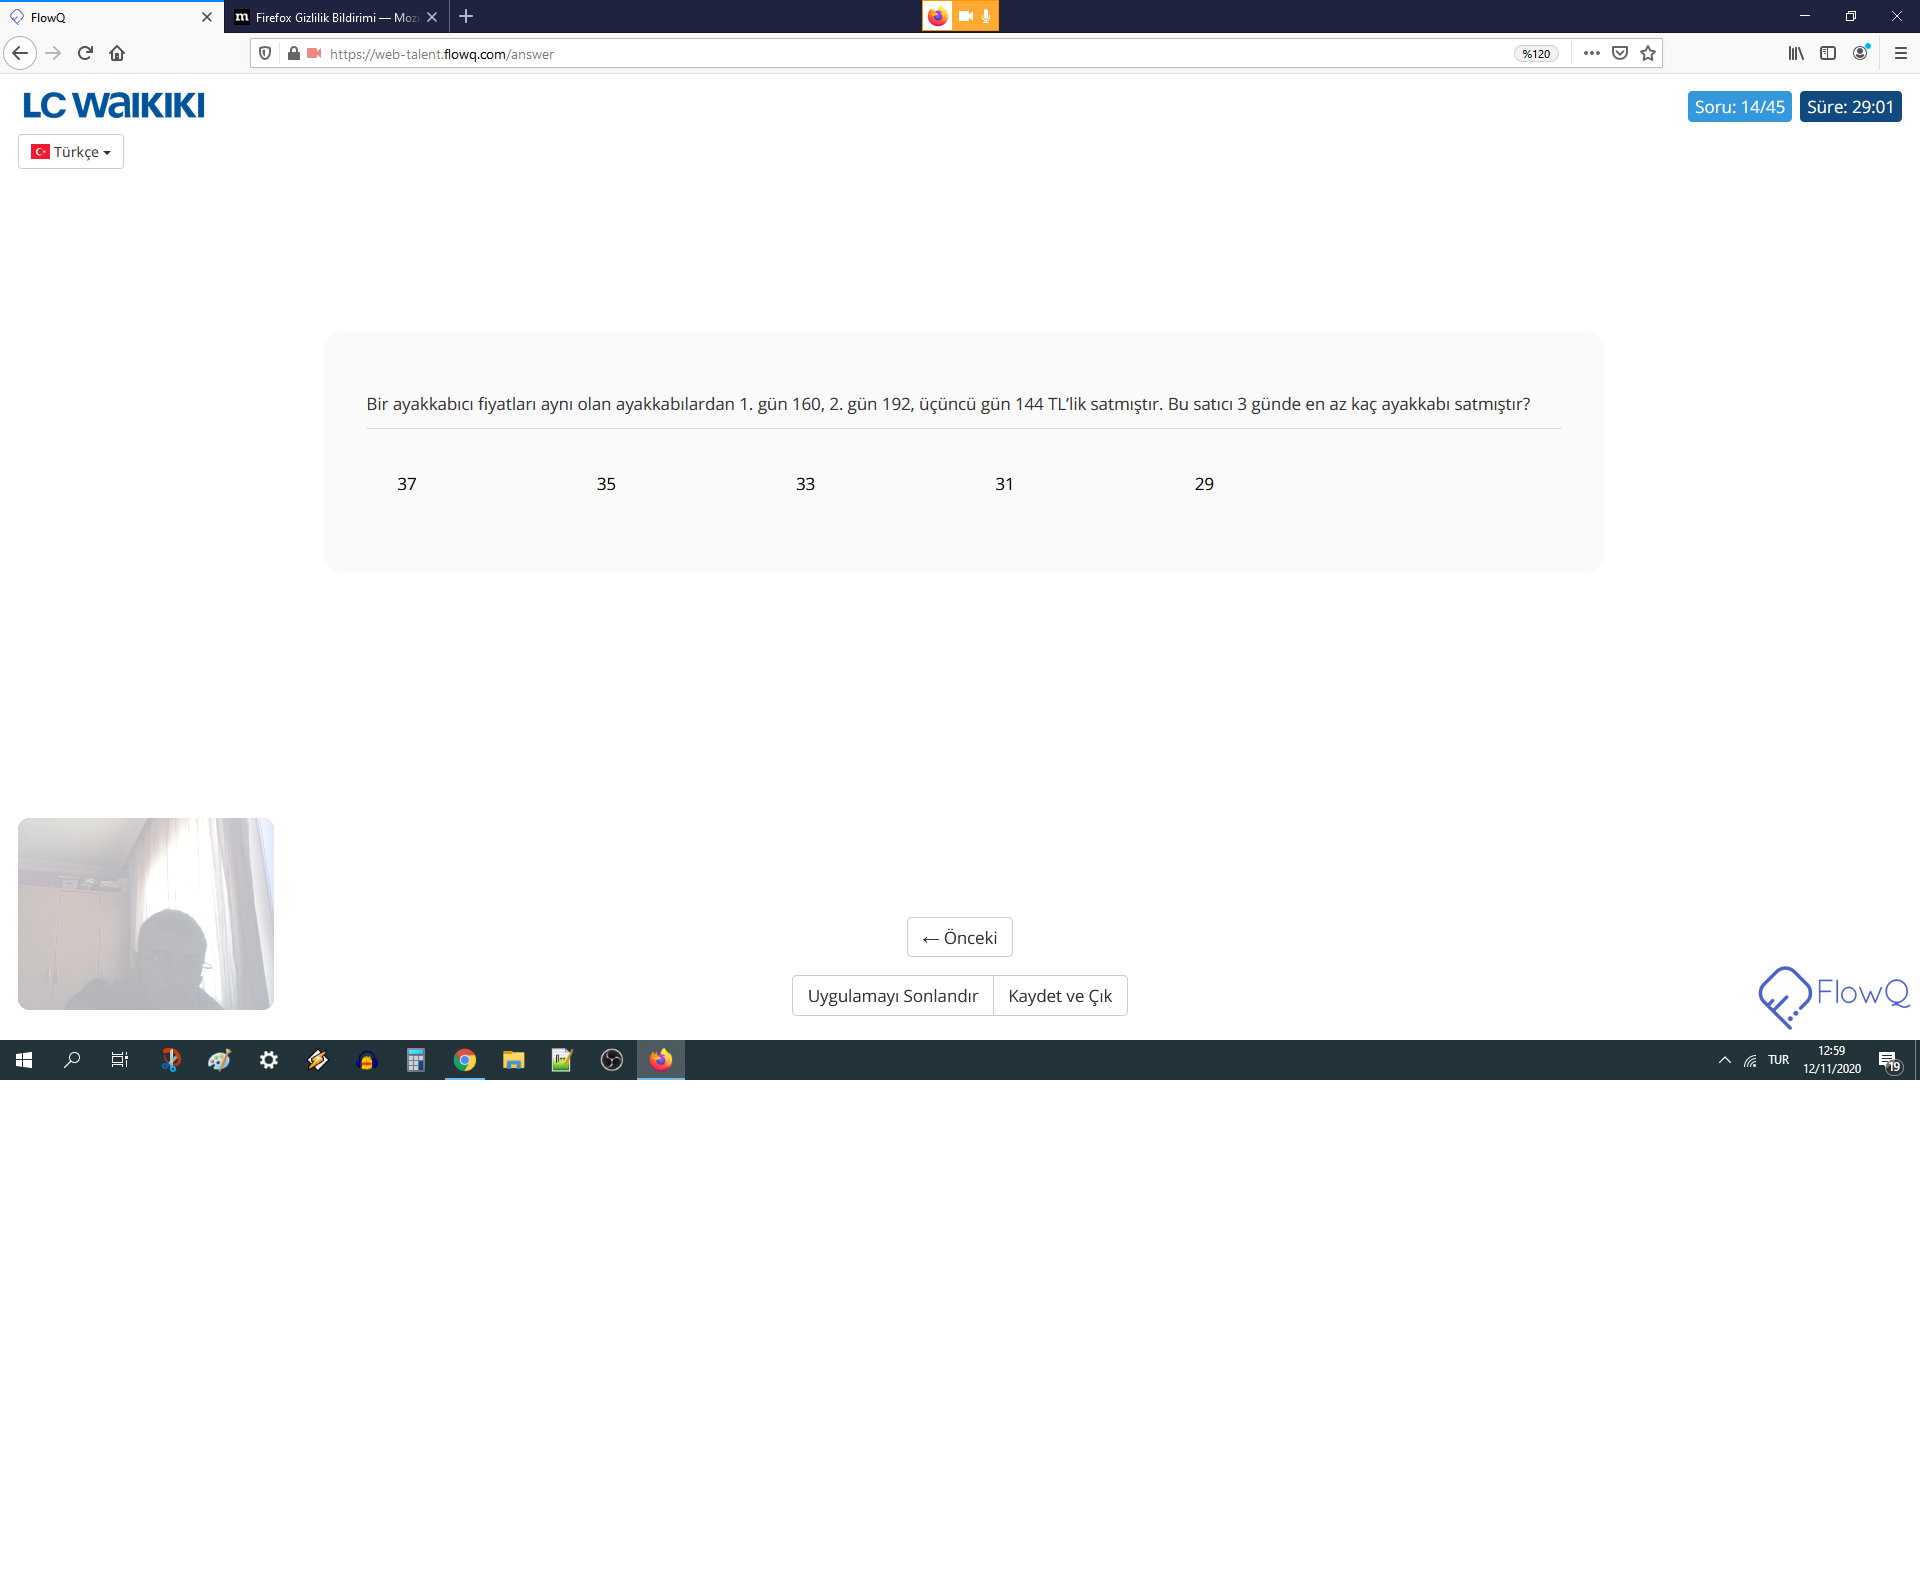 FlowQ
m Firefox Gizlilik Bildirimi — Moz
https://web-talent.flowq.com/answer
%120
LC WAIKIKI
Soru: 14/45
Süre: 29:01
Türkçe
Bir ayakkabıcı fiyatları aynı olan ayakkabılardan 1. gün 160, 2. gün 192, üçüncü gün 144 TL’lik satmıştır. Bu satıcı 3 günde en az kaç ayakkabı satmıştır?
37 35 33 31 29
← Önceki
Uygulamayı Sonlandır Kaydet ve Çık
FlowQ
TUR
12:59
12/11/2020
19